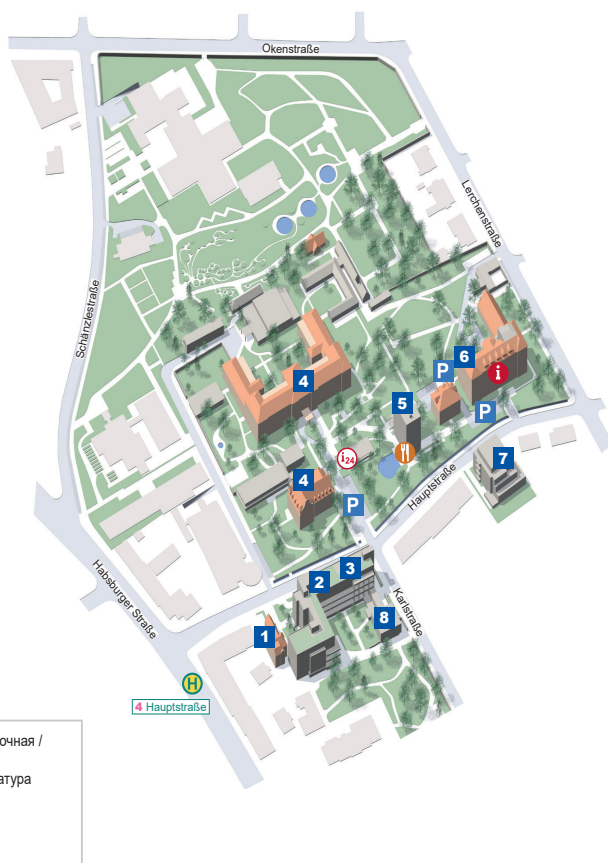 Okenstraße
Lerchenstraße
Schänzlestraße
6
P
i
4
5
P
7
i24
4
Hauptstraße
P
3
2
Habsburger Straße
Karlstraße
8
1
H
4 Hauptstraße
очная /
атура